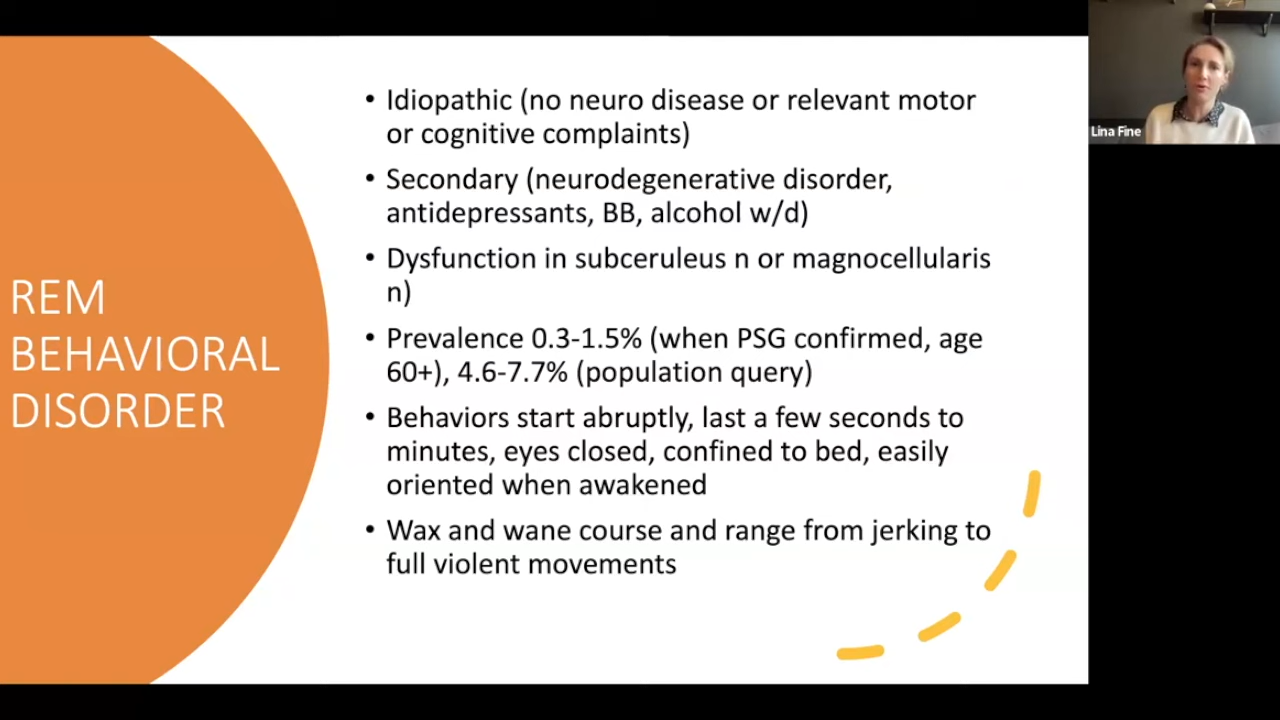 REM
BEHAVIORAL
DISORDER
• Idiopathic (no neuro disease or relevant motor
or cognitive complaints)
• Secondary (neurodegenerative disorder,
antidepressants, BB, alcohol w/d)
• Dysfunction in subceruleus n or magnocellularis
n)
• Prevalence 0.3-1.5% (when PSG confirmed, age
60+), 4.6-7.7% (population query)
• Behaviors start abruptly, last a few seconds to
minutes, eyes closed, confined to bed, easily
oriented when awakened
• Wax and wane course and range from jerking to
full violent movements
Lina Fine